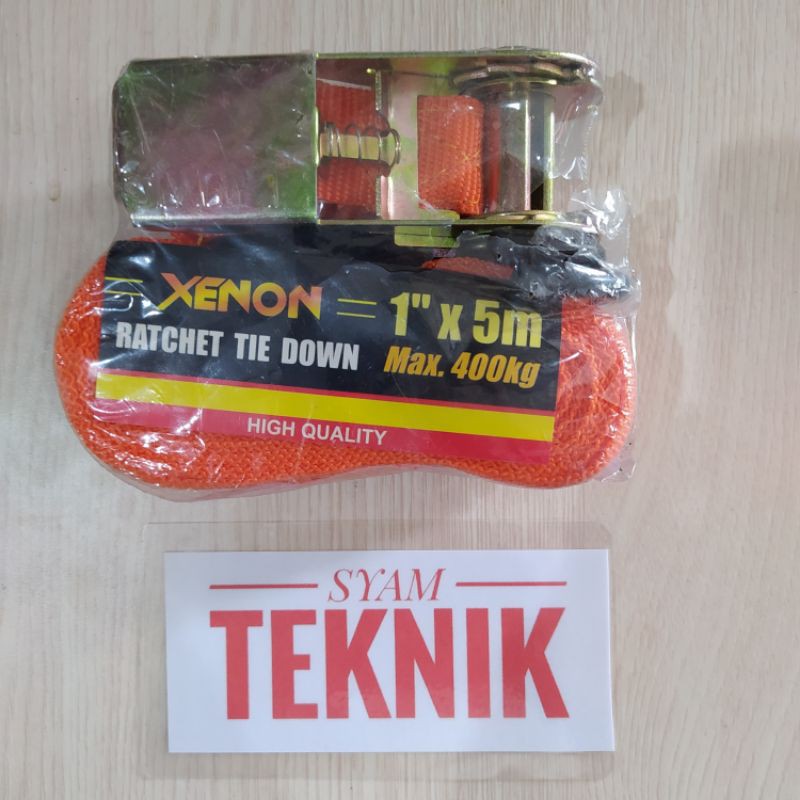 XENON
RATCHET TIE DOWN
1" x 5m
Max. 400kg
HIGH QUALITY
SYAM
TEKNIK